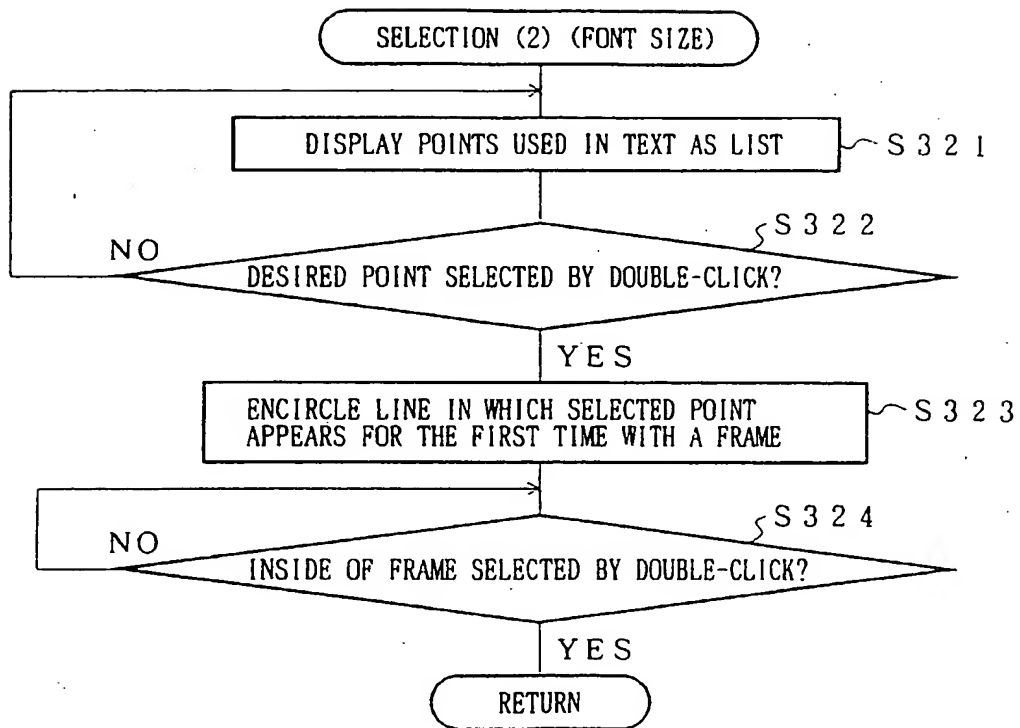 SELECTION (2) (FONT SIZE)
DISPLAY POINTS USED IN TEXT AS LIST
S321
S322
NO
DESIRED POINT SELECTED BY DOUBLE-CLICK?
YES
ENCIRCLE LINE IN WHICH SELECTED POINT
APPEARS FOR THE FIRST TIME WITH A FRAME
S323
S324
NO
INSIDE OF FRAME SELECTED BY DOUBLE-CLICK?
YES
RETURN